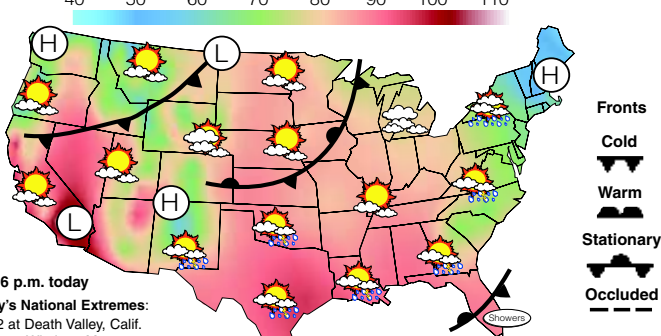 40 50 60 70 80 90 100 110
H
L
H
H
L
Fronts
Cold
Warm
Stationary
Occluded
Showers
6 p.m. today
y's National Extremes:
2 at Death Valley, Calif.